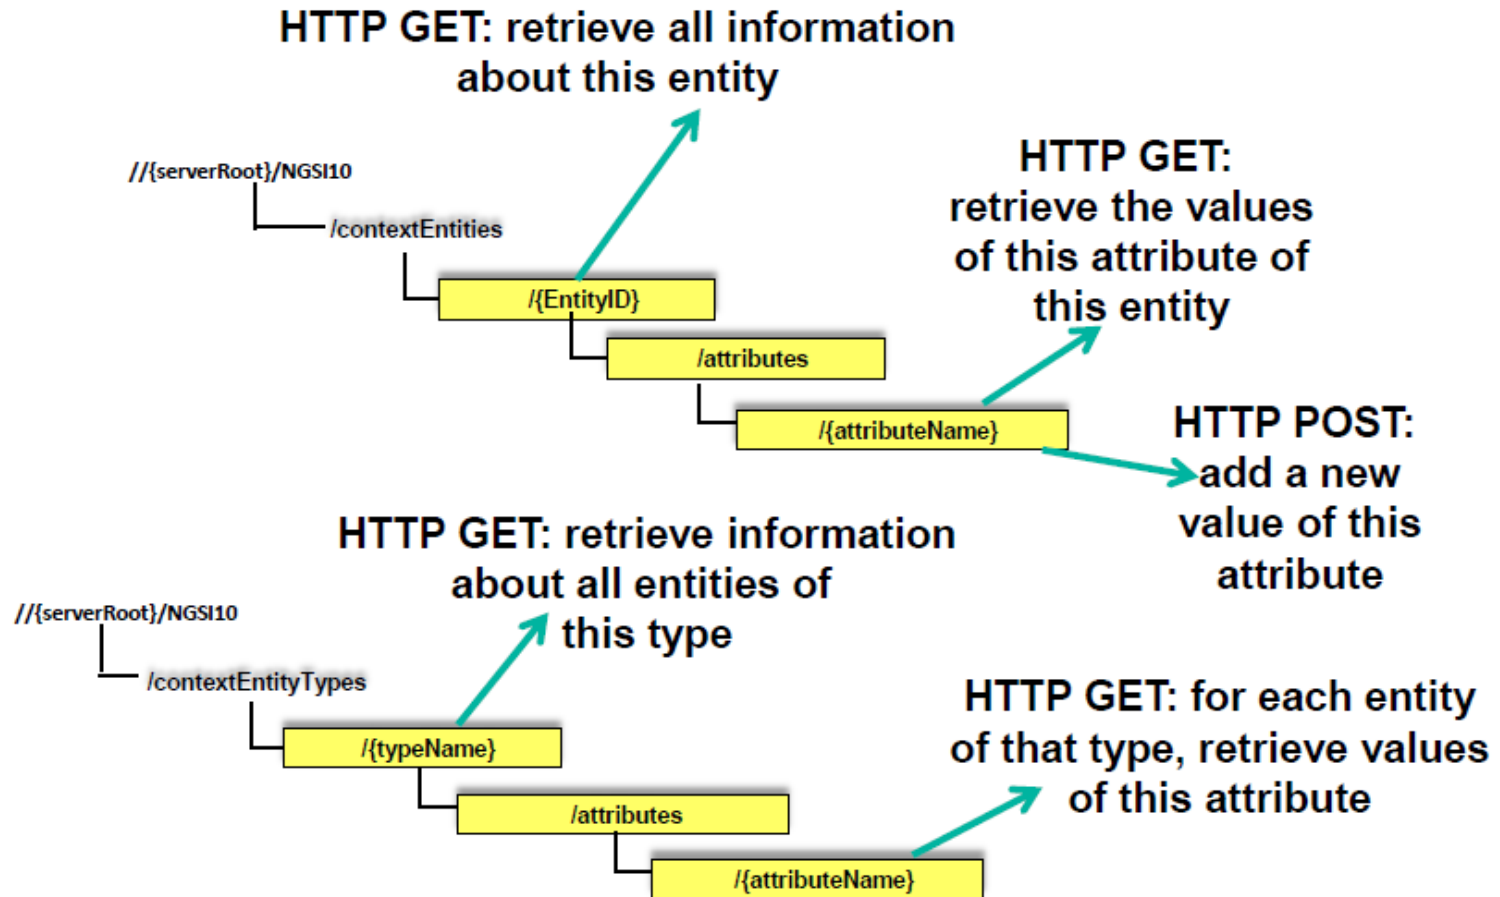 HTTP GET: retrieve all information
about this entity
//{serverRoot}/NGSI10
/contextEntities
/{EntityID}
/attributes
/{attributeName}
HTTP GET:
retrieve the values
of this attribute of
this entity
HTTP POST:
add a new
value of this
attribute
HTTP GET: retrieve information
about all entities of
this type
//{serverRoot}/NGSI10
/contextEntityTypes
/{typeName}
/attributes
/{attributeName}
HTTP GET: for each entity
of that type, retrieve values
of this attribute